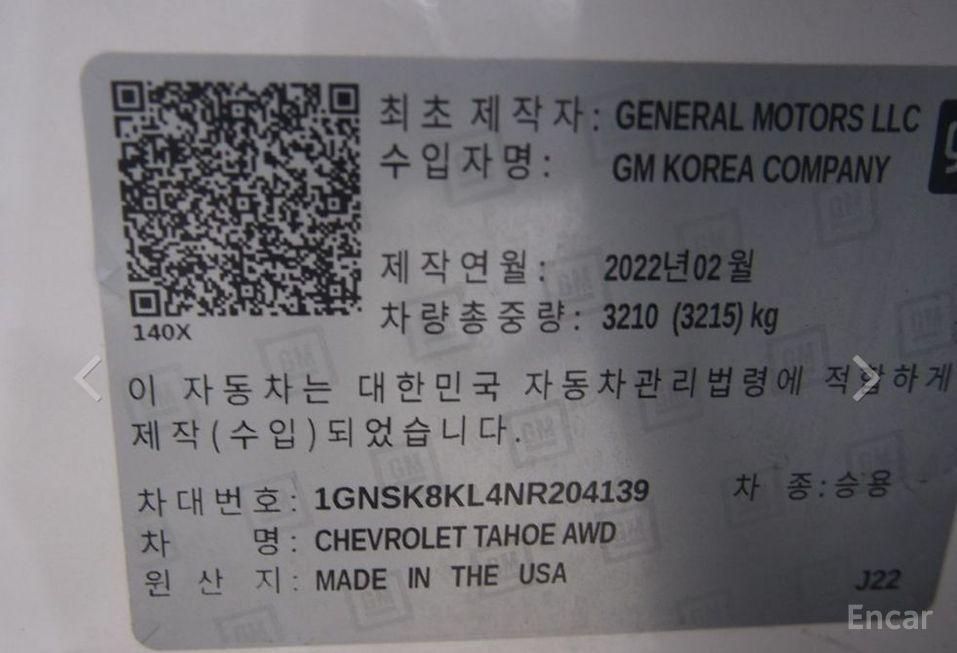 최초 제작자: GENERAL MOTORS LLC
수입자명: GM KOREA COMPANY
제작연월: 2022년02월
차량총중량: 3210 (3215) kg
140X
이 자동차는 대한민국 자동차관리법령에 적합하게
제작(수입)되었습니다.
차대번호: 1GNSK8KL4NR204139 차 종:승용
차 명: CHEVROLET TAHOE AWD
원 산 지: MADE IN THE USA
J22
Encar